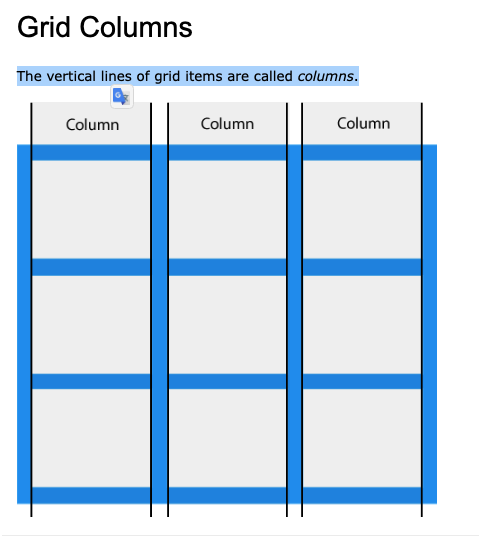 Grid Columns
The vertical lines of grid items are called columns.
Column Column Column